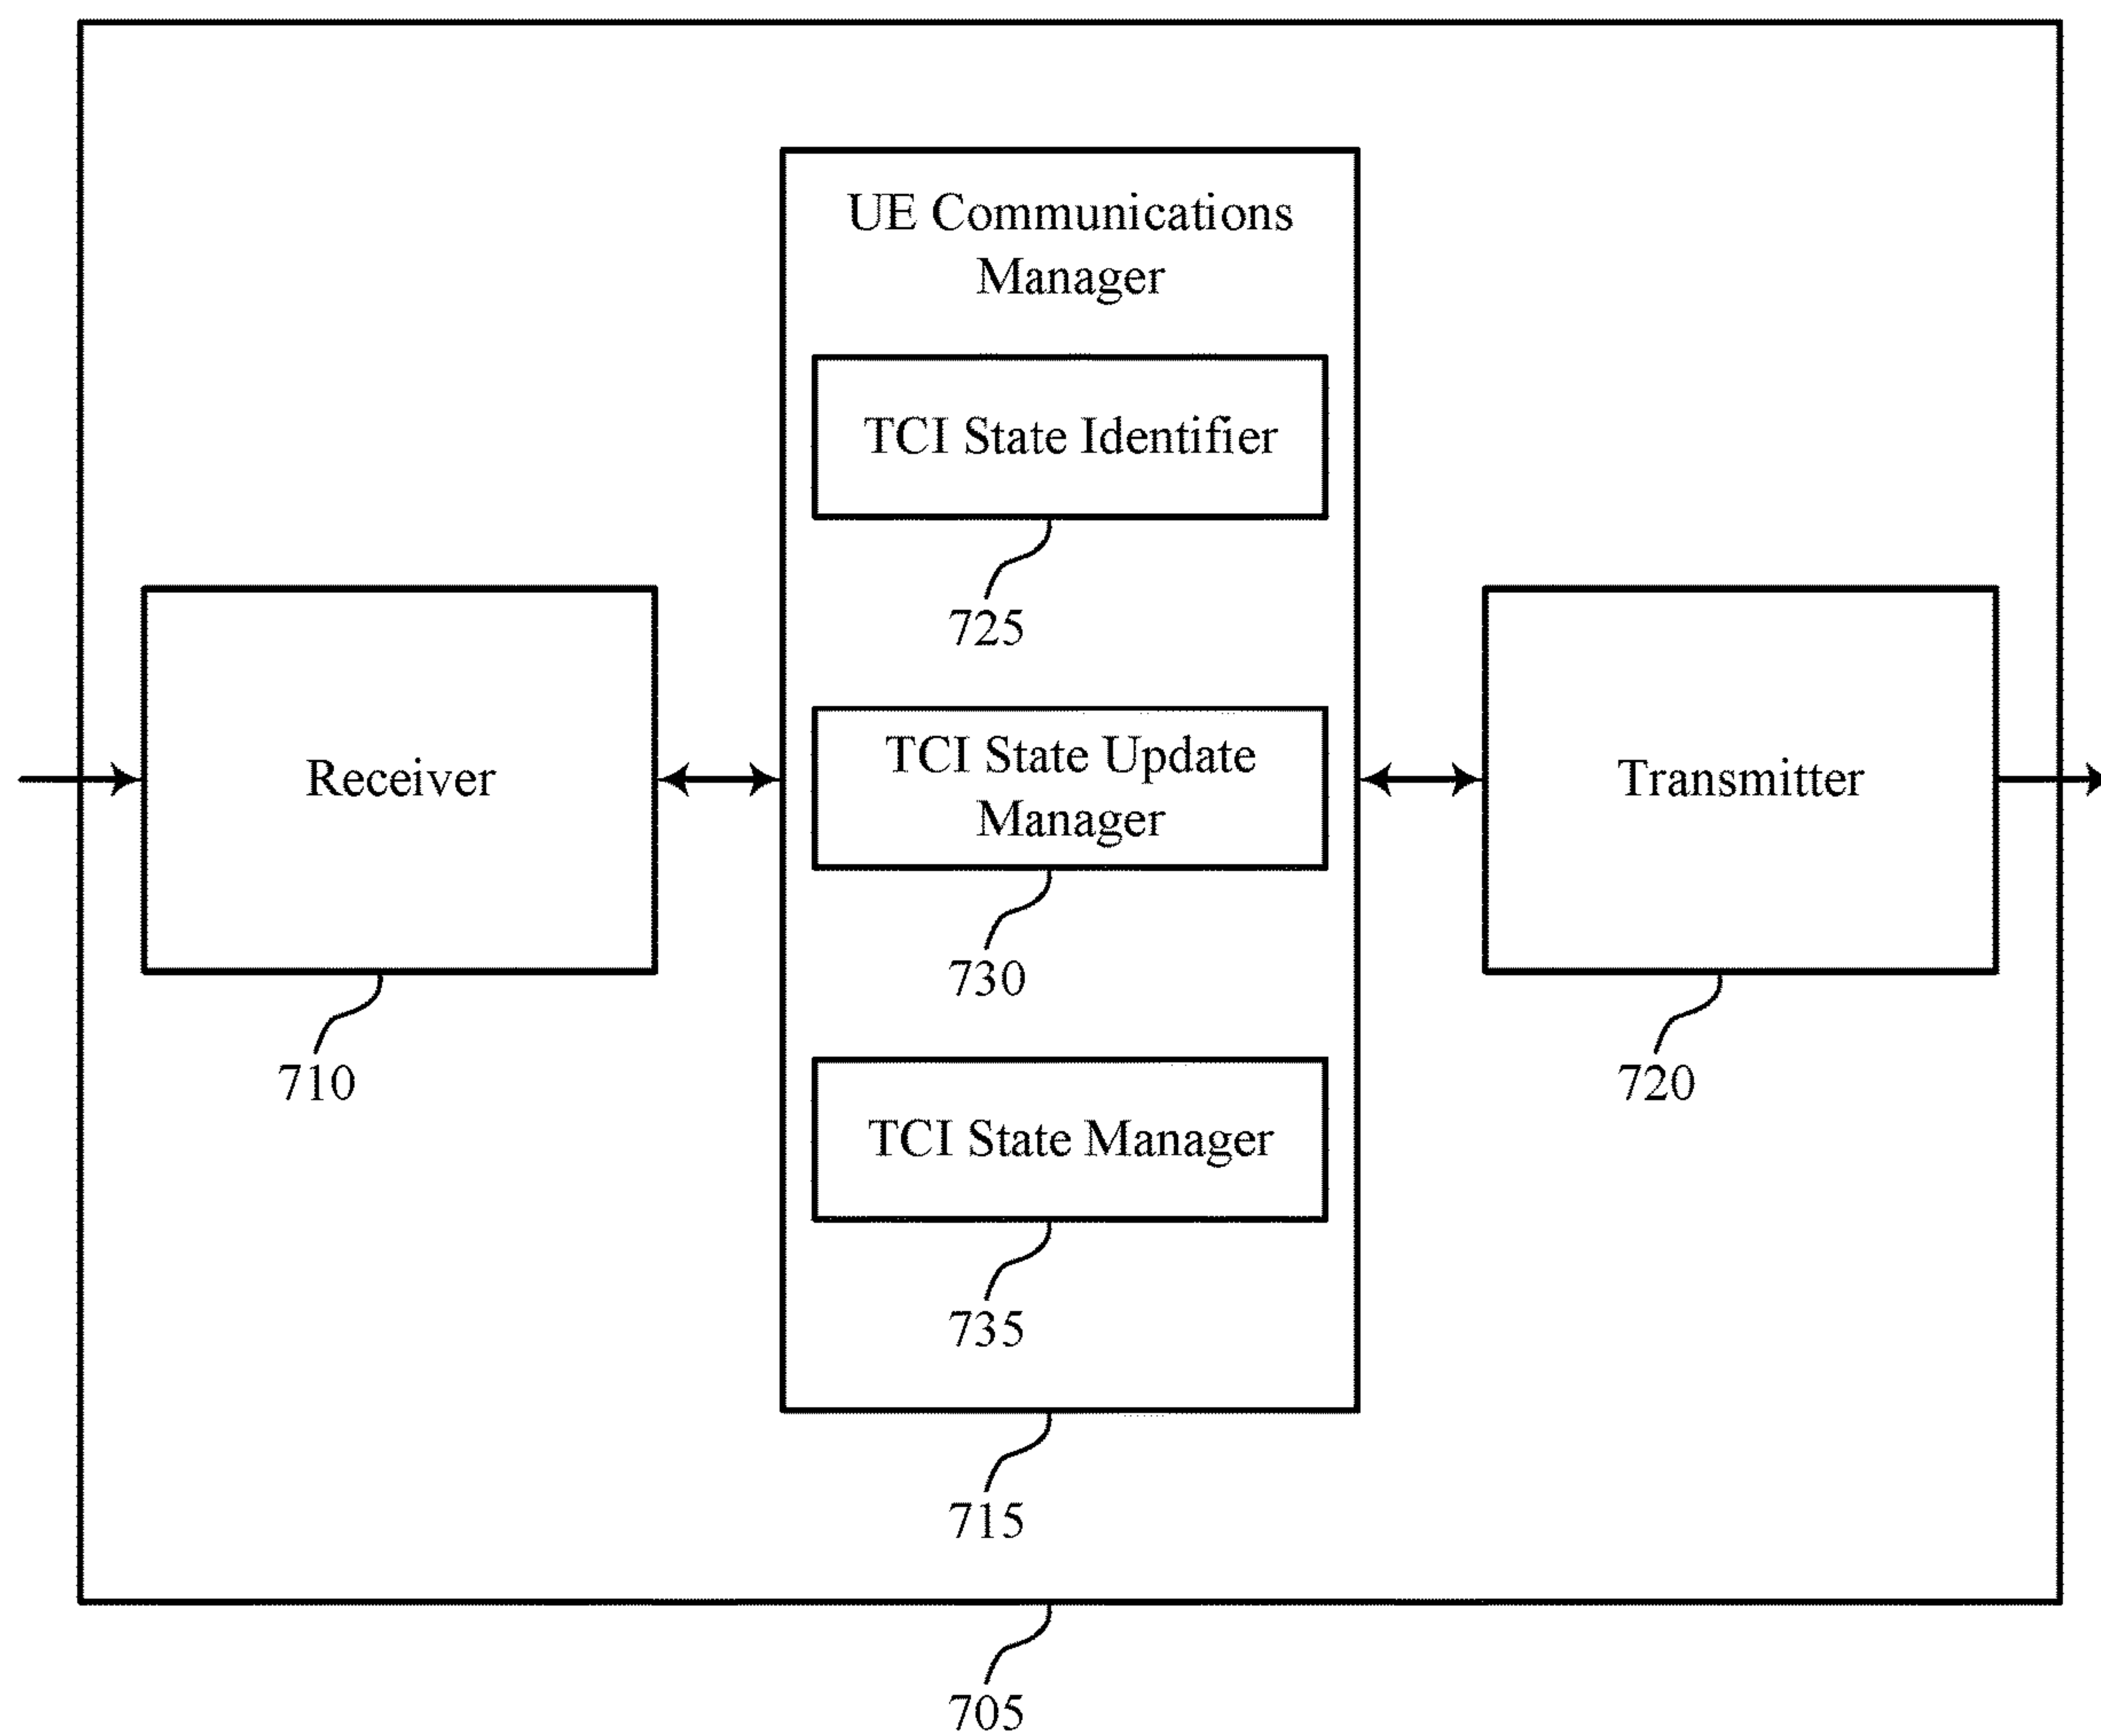 UE Communications
Manager
TCI State Identifier
725
Receiver
710
TCI State Update
Manager
730
Transmitter
720
TCI State Manager
735
715
705